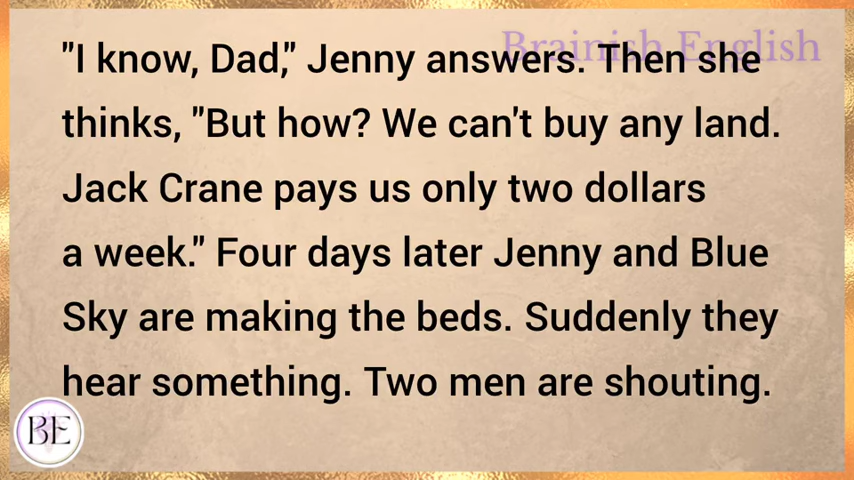 Brainish English
"I know, Dad," Jenny answers. Then she
thinks, "But how? We can't buy any land.
Jack Crane pays us only two dollars
a week." Four days later Jenny and Blue
Sky are making the beds. Suddenly they
hear something. Two men are shouting.
BE